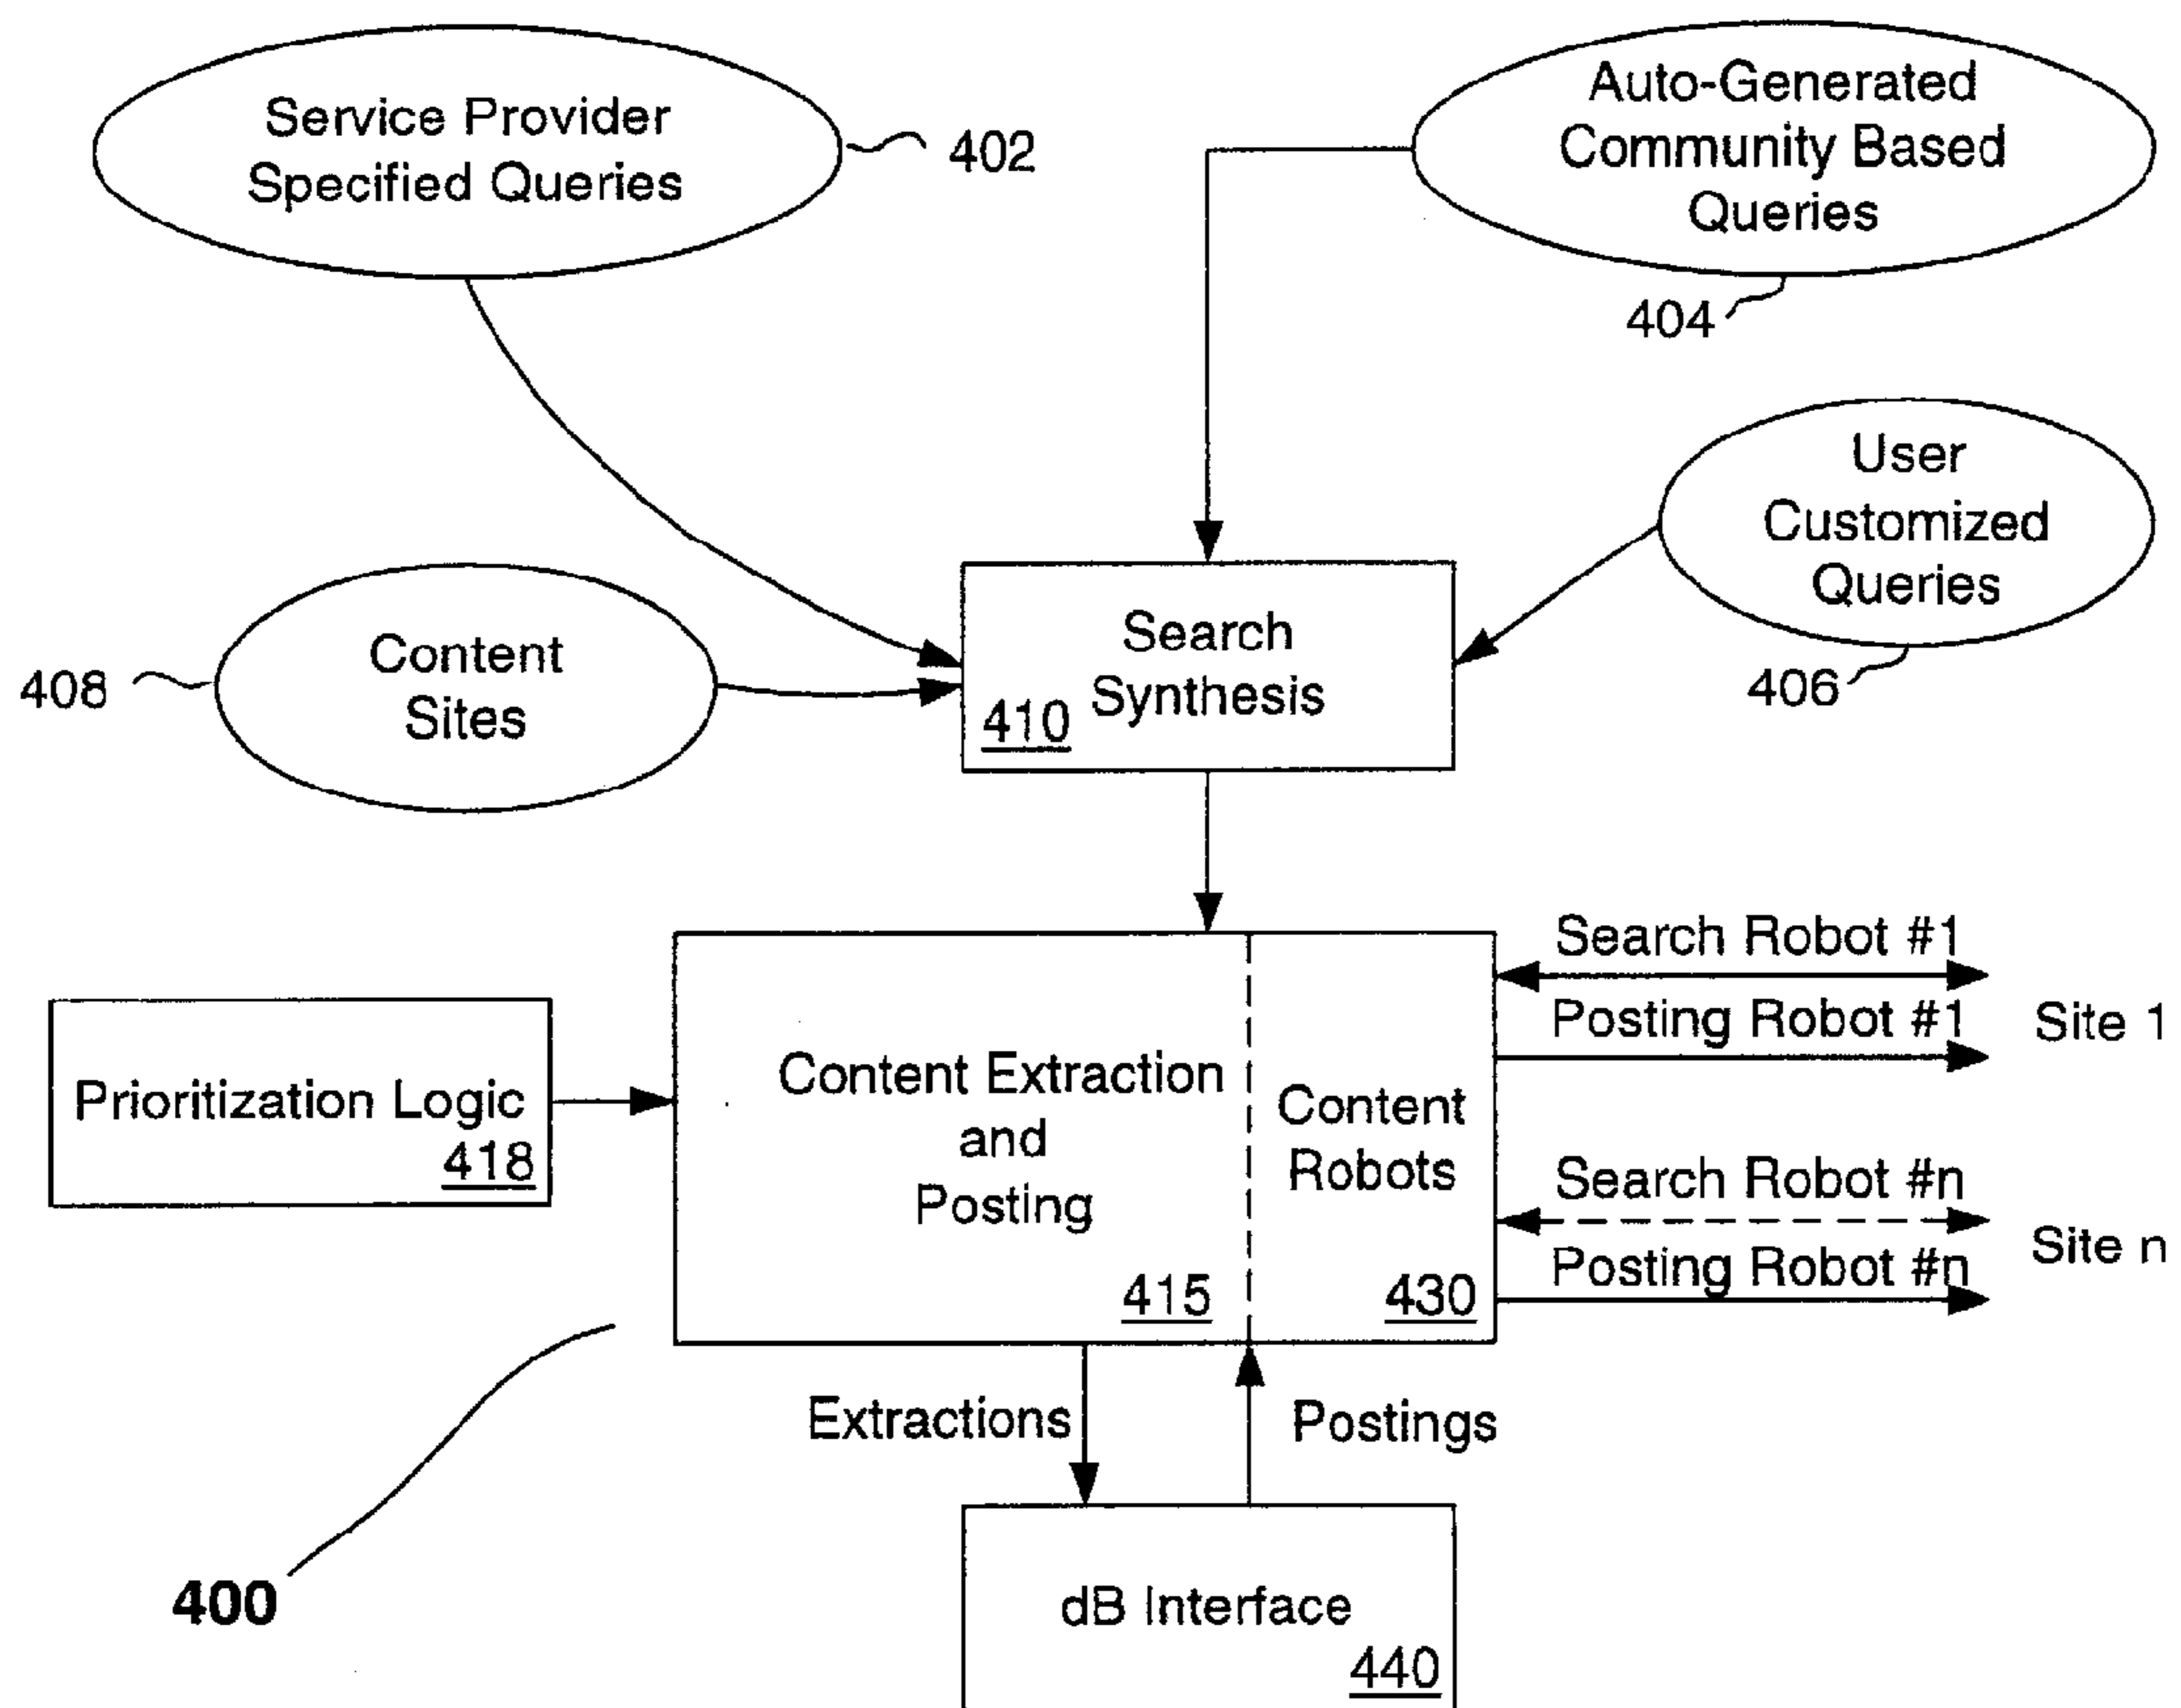 Service Provider
Specified Queries
402
Auto-Generated
Community Based
Queries
404
User
Customized
Queries
406
Content
Sites
408
Search
Synthesis
410
Search Robot #1
Posting Robot #1
Site 1
Prioritization Logic
418
Content Extraction
and
Posting
415
Content
Robots
430
Search Robot #n
Posting Robot #n
Site n
Extractions
Postings
400
dB Interface
440